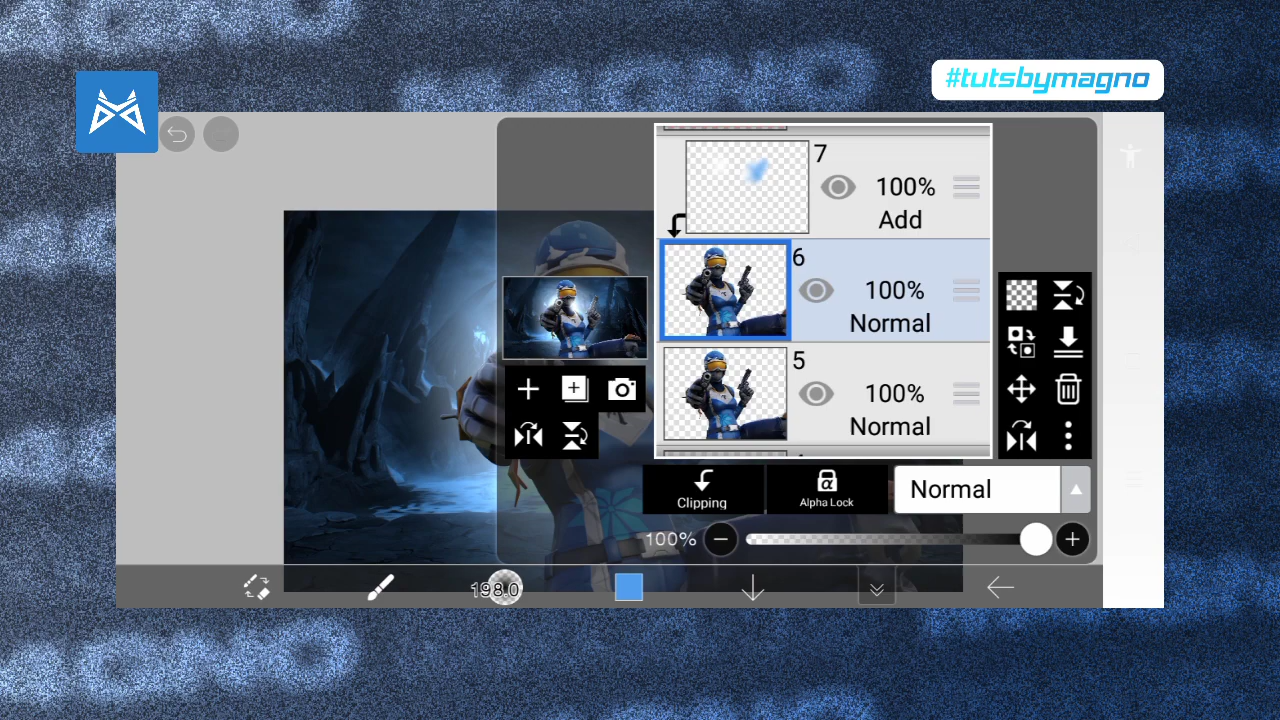 #tutsbymagno
7
100%
Add
6
100%
Normal
5
100%
Normal
Clipping
α
Alpha Lock
Normal
100%
198.0